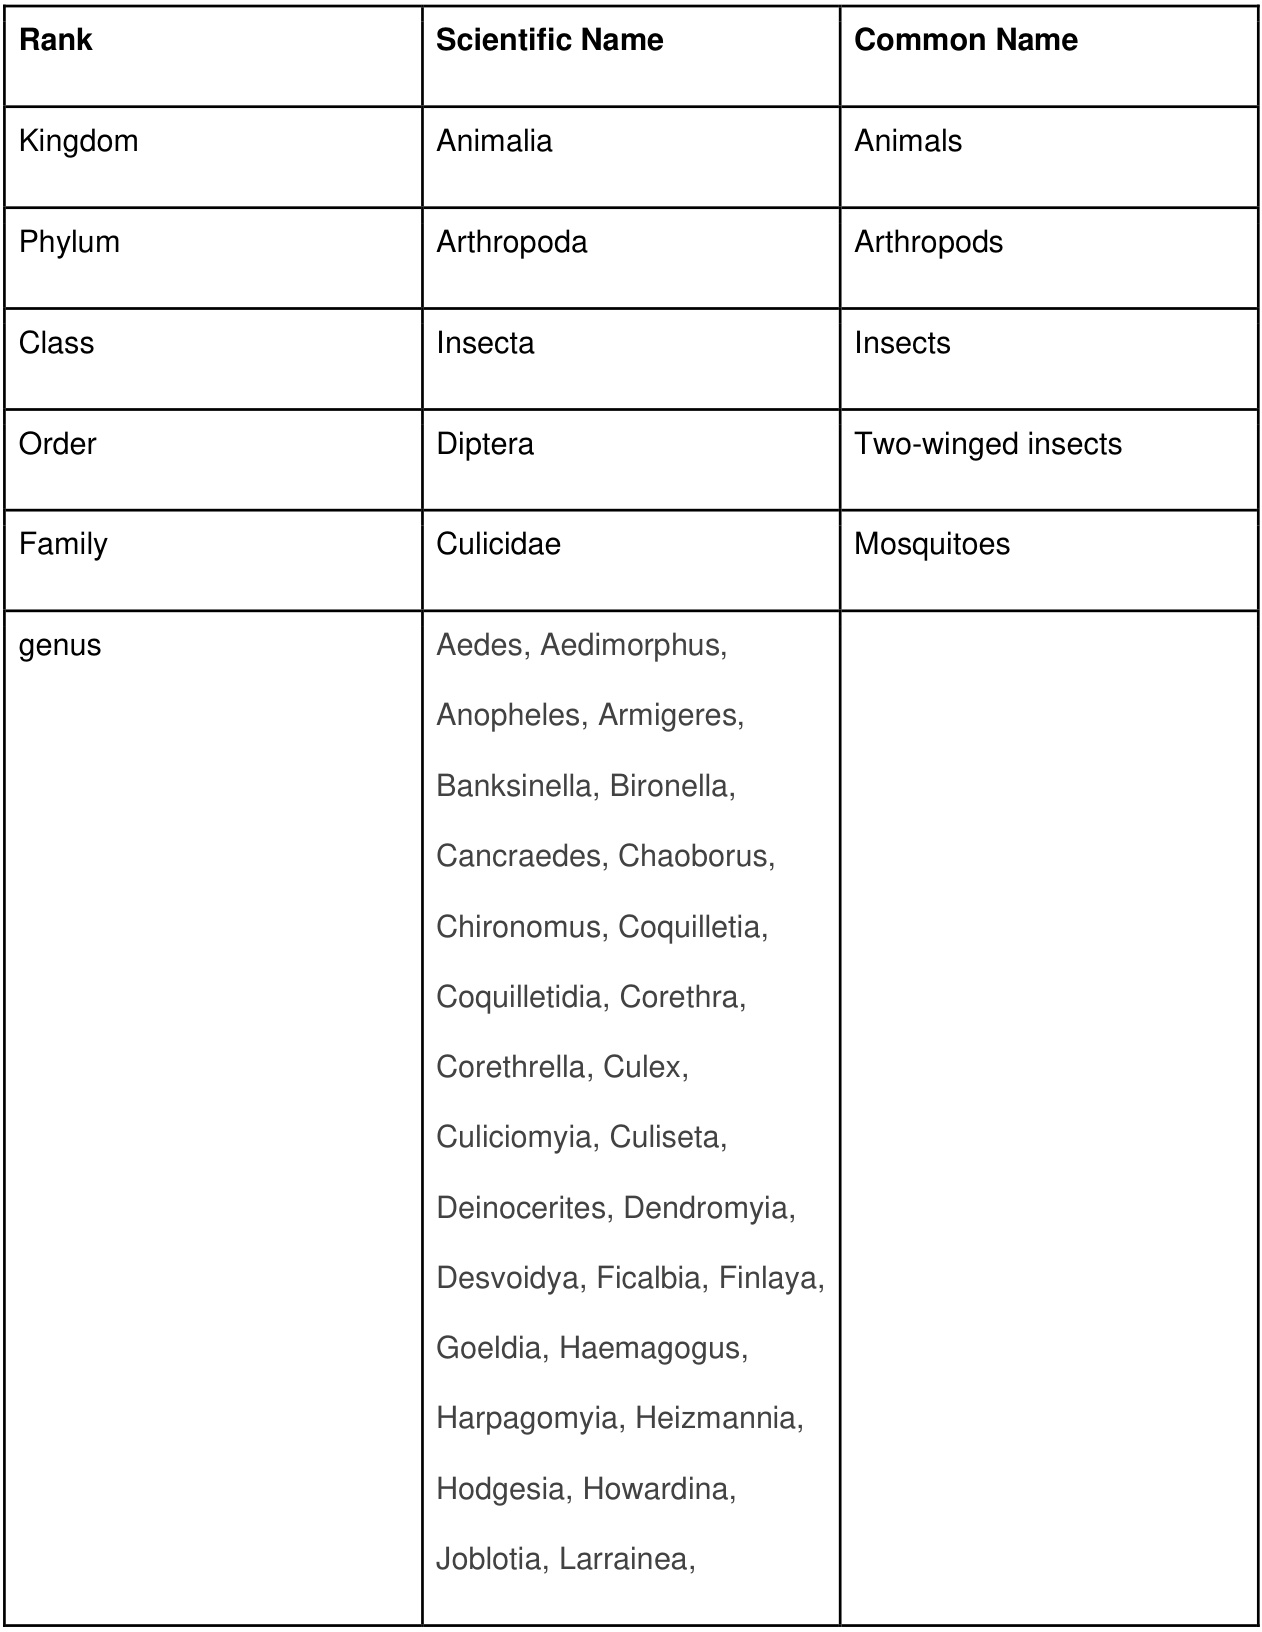 Rank Scientific Name Common Name
Kingdom Animalia Animals
Phylum Arthropoda Arthropods
Class Insecta Insects
Order Diptera Two-winged insects
Family Culicidae Mosquitoes
genus Aedes, Aedimorphus,
Anopheles, Armigeres,
Banksinella, Bironella,
Cancraedes, Chaoborus,
Chironomus, Coquilletia,
Coquilletidia, Corethra,
Corethrella, Culex,
Culiciomyia, Culiseta,
Deinocerites, Dendromyia,
Desvoidya, Ficalbia, Finlaya,
Goeldia, Haemagogus,
Harpagomyia, Heizmannia,
Hodgesia, Howardina,
Joblotia, Larrainea,